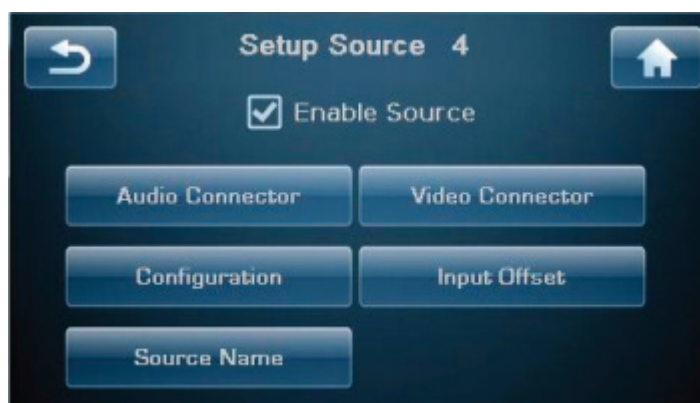 Setup Source 4
Enable Source
Audio Connector Video Connector
Configuration Input Offset
Source Name